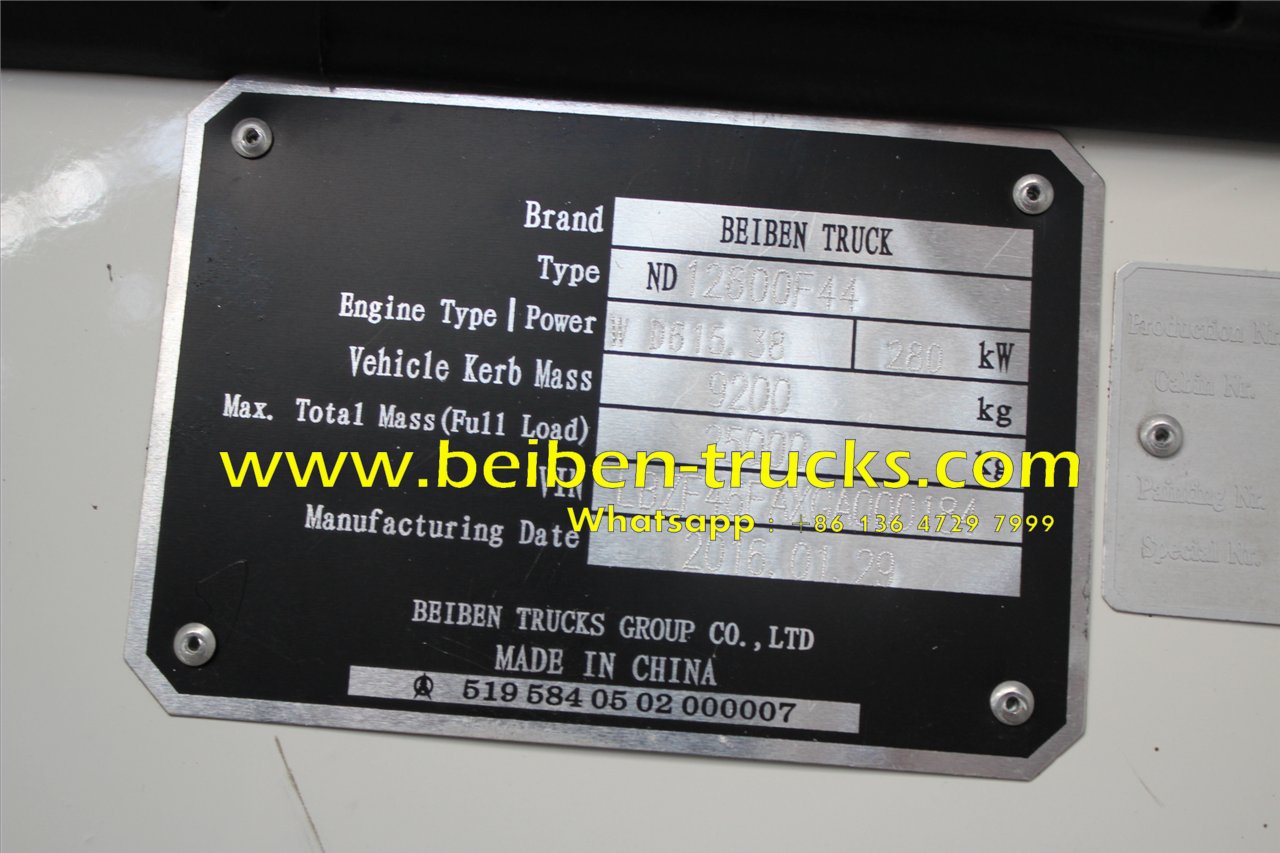 Brand BEIBEN TRUCK
Type ND 12600F44
Engine Type | Power W D615.38 280 kW
Vehicle Kerb Mass 9200 kg
Max. Total Mass(Full Load) 25000 kg
www.beiben-trucks.com
VIN
Whatsapp : +86 136 4729 7999
Manufacturing Date 2016.01.29
BEIBEN TRUCKS GROUP CO.,LTD
MADE IN CHINA
519 584 05 02 000007
Production Nr.
Cabin Nr.
Painting Nr.
Special Nr.